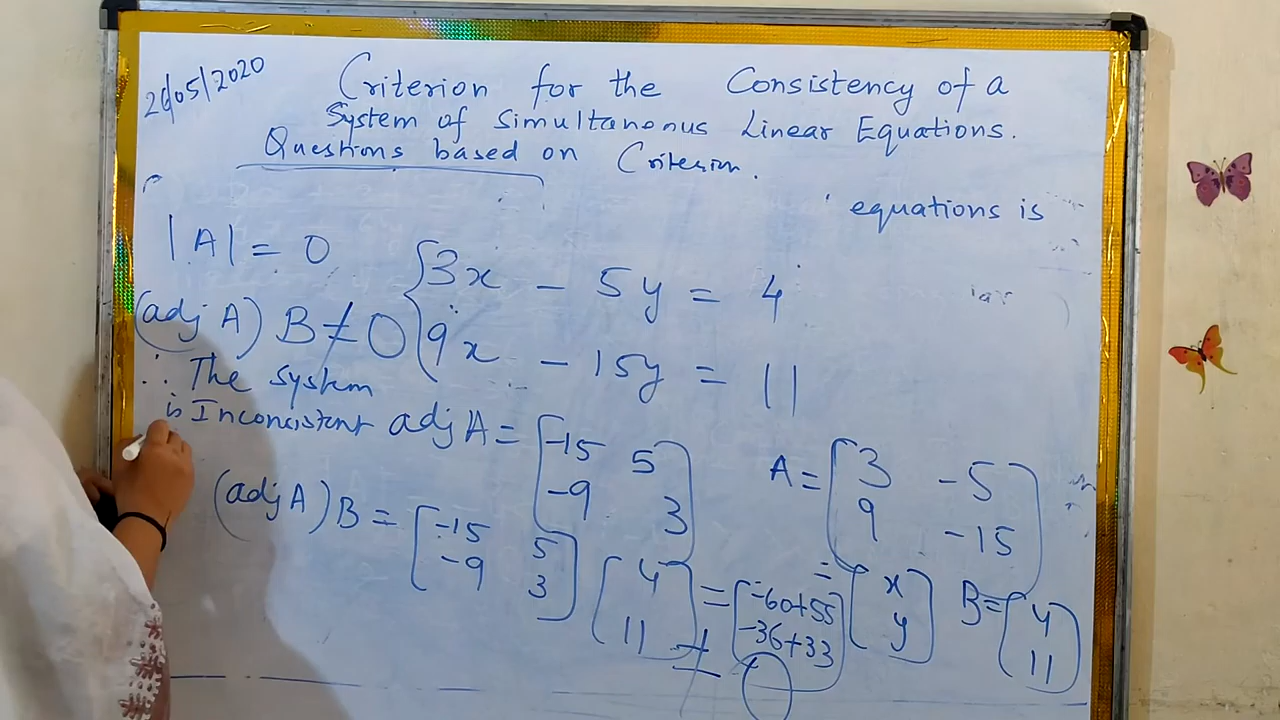 26/05/2020
Criterion for the Consistency of a
System of Simultanenus Linear Equations.
Questions based on Criterion.
equations is
|A| = 0
3x - 5y = 4
(adj A) B ≠ 0
9x - 15y = 11
∴ The System
is Inconsistent
adj A = [-15 5
-9 3]
A = [3 -5
9 -15]
(adj A) B = [-15 5
-9 3] [4
11] = [-60+55
-36+33] ≠ 0
= [x
y]
B = [4
11]